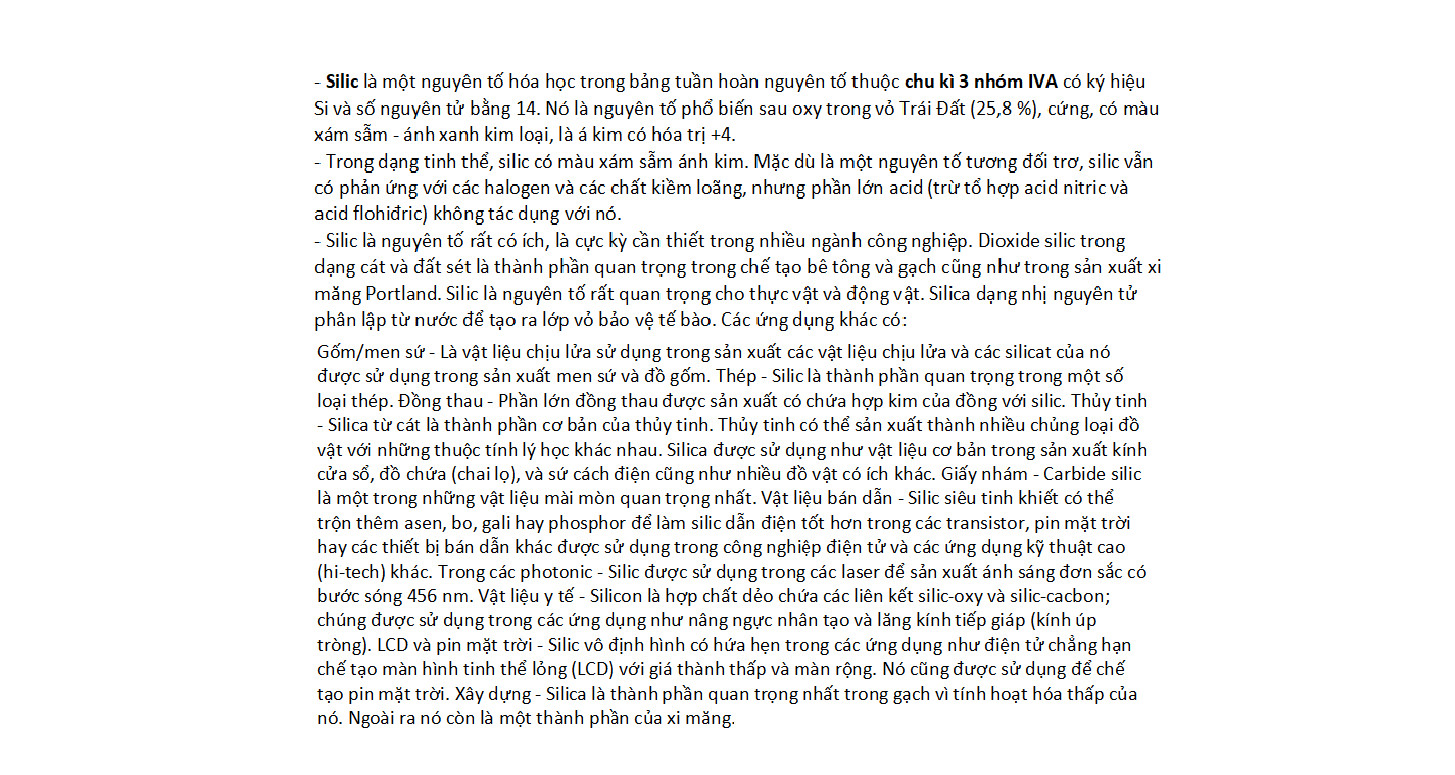 - Silic là một nguyên tố hóa học trong bảng tuần hoàn nguyên tố thuộc chu kì 3 nhóm IVA có ký hiệu
Si và số nguyên tử bằng 14. Nó là nguyên tố phổ biến sau oxy trong vỏ Trái Đất (25,8 %), cứng, có màu
xám sẫm - ánh xanh kim loại, là á kim có hóa trị +4.
- Trong dạng tinh thể, silic có màu xám sẫm ánh kim. Mặc dù là một nguyên tố tương đối trơ, silic vẫn
có phản ứng với các halogen và các chất kiềm loãng, nhưng phần lớn acid (trừ tổ hợp acid nitric và
acid flohiđric) không tác dụng với nó.
- Silic là nguyên tố rất có ích, là cực kỳ cần thiết trong nhiều ngành công nghiệp. Dioxide silic trong
dạng cát và đất sét là thành phần quan trọng trong chế tạo bê tông và gạch cũng như trong sản xuất xi
măng Portland. Silic là nguyên tố rất quan trọng cho thực vật và động vật. Silica dạng nhị nguyên tử
phân lập từ nước để tạo ra lớp vỏ bảo vệ tế bào. Các ứng dụng khác có:
Gốm/men sứ - Là vật liệu chịu lửa sử dụng trong sản xuất các vật liệu chịu lửa và các silicat của nó
được sử dụng trong sản xuất men sứ và đồ gốm. Thép - Silic là thành phần quan trọng trong một số
loại thép. Đồng thau - Phần lớn đồng thau được sản xuất có chứa hợp kim của đồng với silic. Thủy tinh
- Silica từ cát là thành phần cơ bản của thủy tinh. Thủy tinh có thể sản xuất thành nhiều chủng loại đồ
vật với những thuộc tính lý học khác nhau. Silica được sử dụng như vật liệu cơ bản trong sản xuất kính
cửa sổ, đồ chứa (chai lọ), và sứ cách điện cũng như nhiều đồ vật có ích khác. Giấy nhám - Carbide silic
là một trong những vật liệu mài mòn quan trọng nhất. Vật liệu bán dẫn - Silic siêu tinh khiết có thể
trộn thêm asen, bo, gali hay phosphor để làm silic dẫn điện tốt hơn trong các transistor, pin mặt trời
hay các thiết bị bán dẫn khác được sử dụng trong công nghiệp điện tử và các ứng dụng kỹ thuật cao
(hi-tech) khác. Trong các photonic - Silic được sử dụng trong các laser để sản xuất ánh sáng đơn sắc có
bước sóng 456 nm. Vật liệu y tế - Silicon là hợp chất dẻo chứa các liên kết silic-oxy và silic-cacbon;
chúng được sử dụng trong các ứng dụng như nâng ngực nhân tạo và lăng kính tiếp giáp (kính úp
tròng). LCD và pin mặt trời - Silic vô định hình có hứa hẹn trong các ứng dụng như điện tử chẳng hạn
chế tạo màn hình tinh thể lỏng (LCD) với giá thành thấp và màn rộng. Nó cũng được sử dụng để chế
tạo pin mặt trời. Xây dựng - Silica là thành phần quan trọng nhất trong gạch vì tính hoạt hóa thấp của
nó. Ngoài ra nó còn là một thành phần của xi măng.